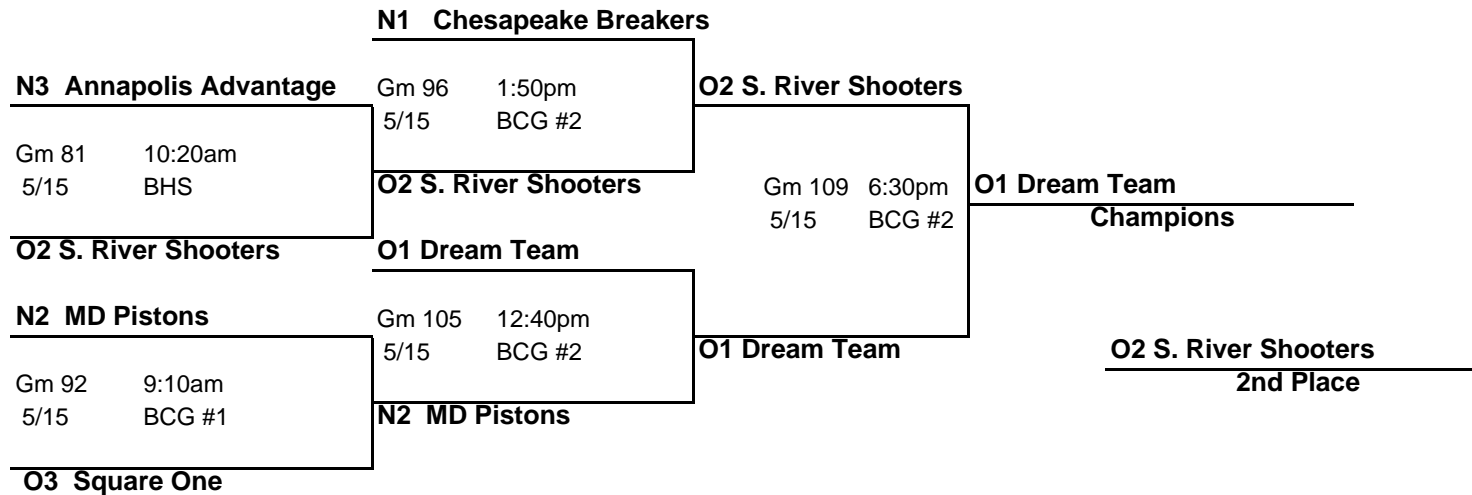 N1 Chesapeake Breakers
N3 Annapolis Advantage
Gm 96 1:50pm
O2 S. River Shooters
5/15 BCG #2
Gm 81 10:20am
5/15 BHS
O2 S. River Shooters
Gm 109 6:30pm
O1 Dream Team
5/15 BCG #2
Champions
O2 S. River Shooters
O1 Dream Team
N2 MD Pistons
Gm 105 12:40pm
5/15 BCG #2
O1 Dream Team
O2 S. River Shooters
Gm 92 9:10am
2nd Place
5/15 BCG #1
N2 MD Pistons
O3 Square One